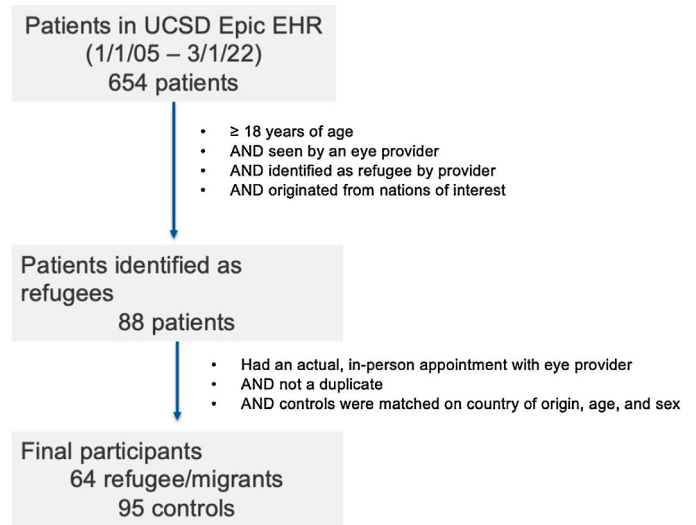 Patients in UCSD Epic EHR
(1/1/05 – 3/1/22)
654 patients
• ≥ 18 years of age
• AND seen by an eye provider
• AND identified as refugee by provider
• AND originated from nations of interest
Patients identified as
refugees
88 patients
• Had an actual, in-person appointment with eye provider
• AND not a duplicate
• AND controls were matched on country of origin, age, and sex
Final participants
64 refugee/migrants
95 controls